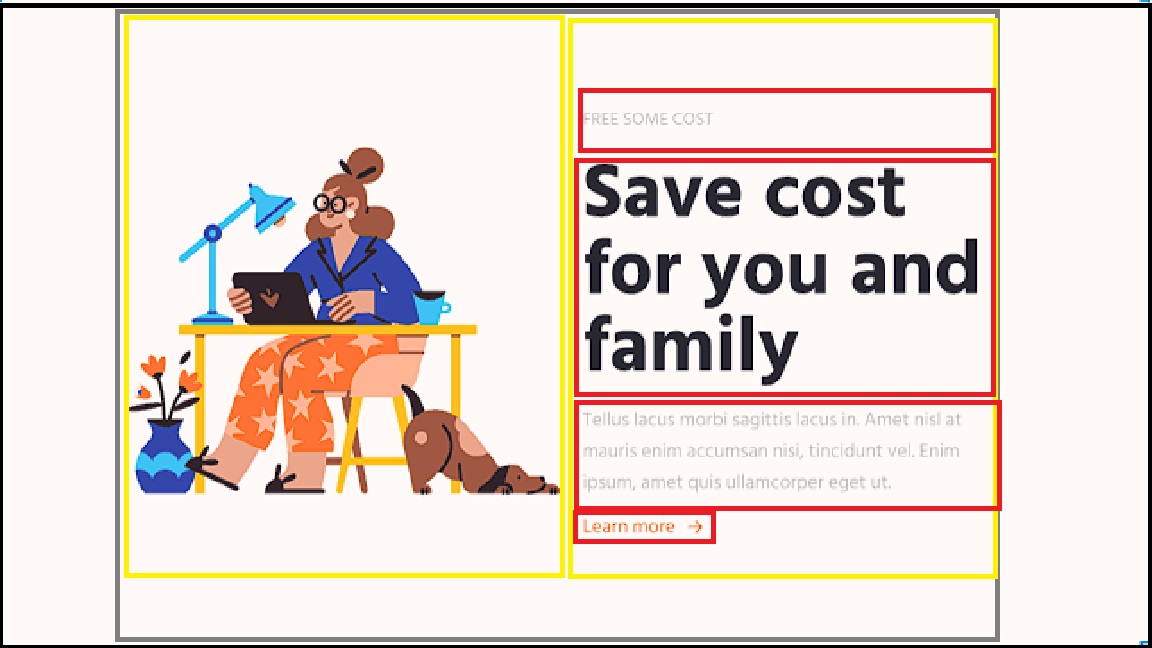 FREE SOME COST
Save cost
for you and
family
Tellus lacus morbi sagittis lacus in. Amet nisl at
mauris enim accumsan nisi, tincidunt vel. Enim
ipsum, amet quis ullamcorper eget ut.
Learn more →